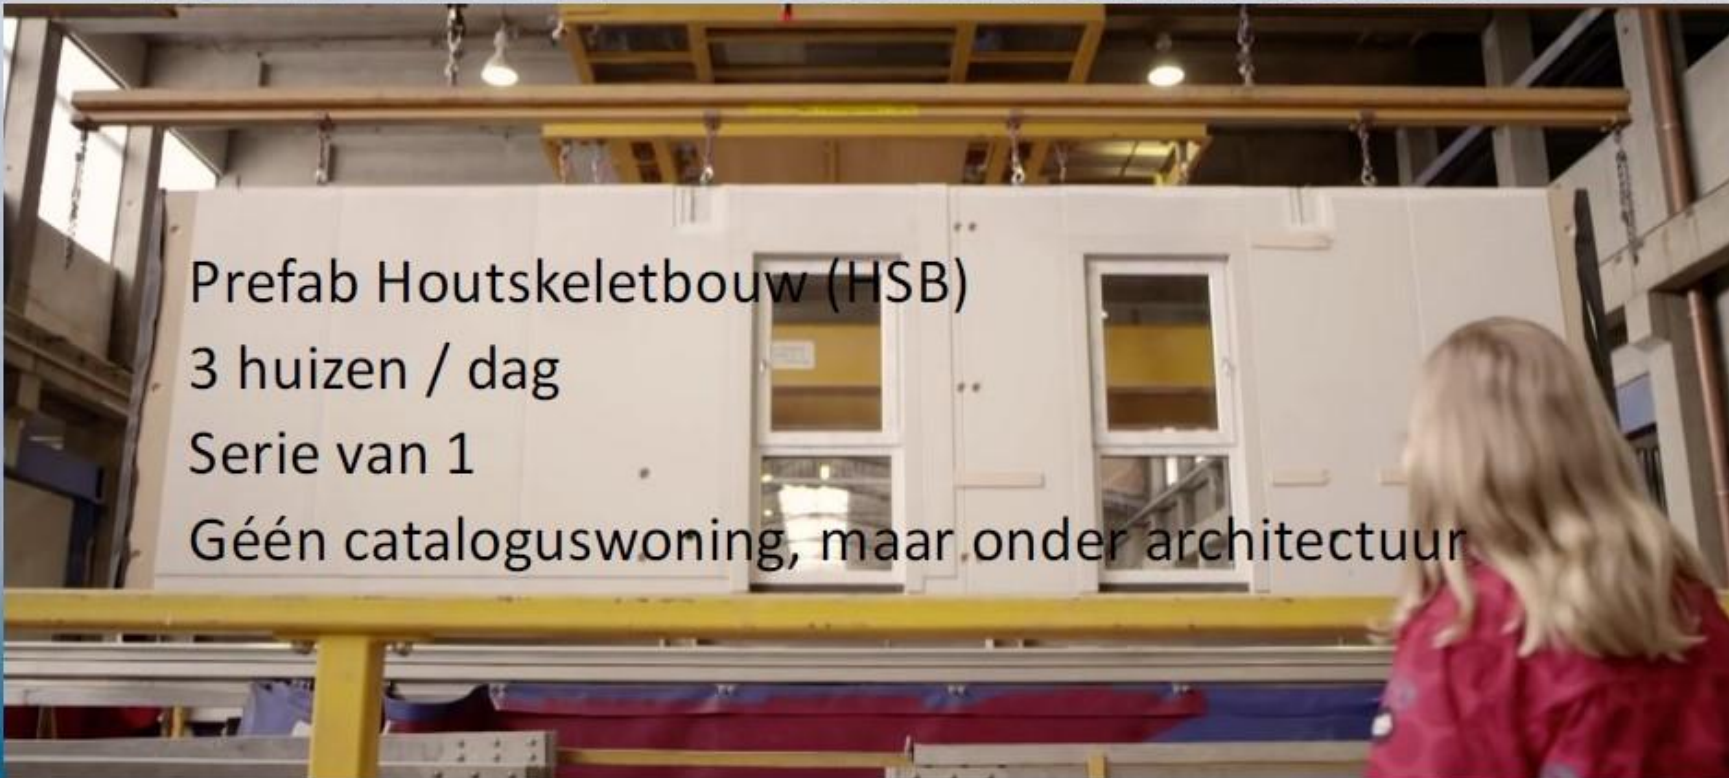 Prefab Houtskeletbouw (HSB)
3 huizen / dag
Serie van 1
Géén cataloguswoning, maar onder architectuur